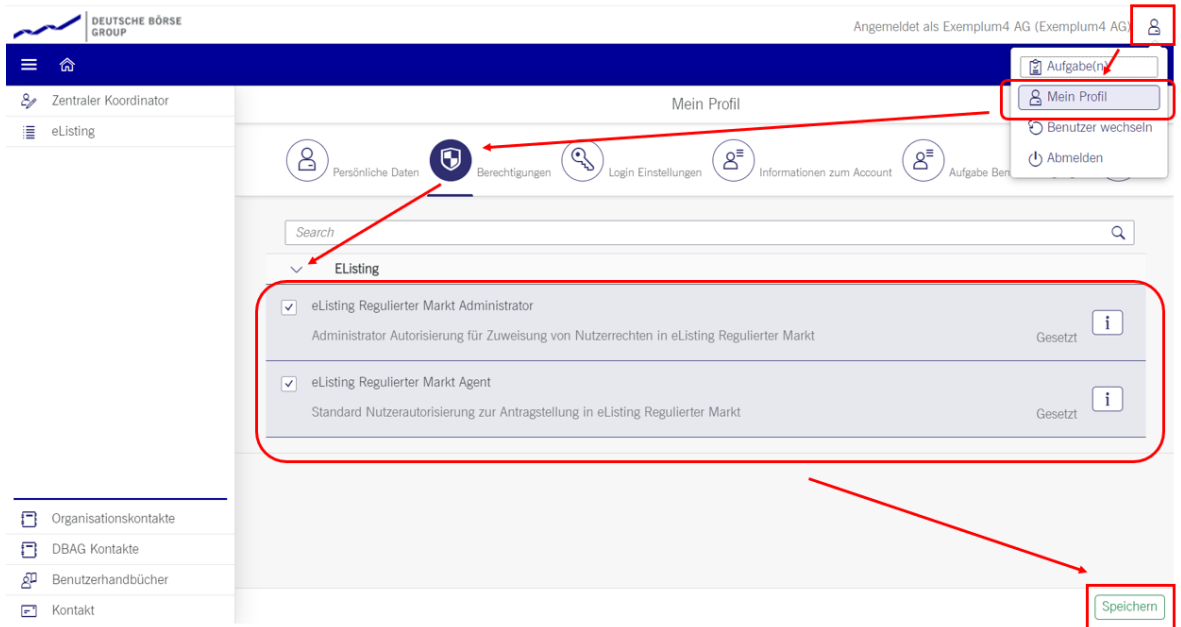 DEUTSCHE BÖRSE
GROUP
Angemeldet als Exemplum4 AG (Exemplum4 AG)
Aufgabe(n)
Mein Profil
Benutzer wechseln
Abmelden
Zentraler Koordinator
eListing
Mein Profil
Persönliche Daten
Berechtigungen
Login Einstellungen
Informationen zum Account
Aufgabe
Search
EListing
eListing Regulierter Markt Administrator
Administrator Autorisierung für Zuweisung von Nutzerrechten in eListing Regulierter Markt
Gesetzt
i
eListing Regulierter Markt Agent
Standard Nutzerautorisierung zur Antragstellung in eListing Regulierter Markt
Gesetzt
i
Organisationskontakte
DBAG Kontakte
Benutzerhandbücher
Kontakt
Speichern